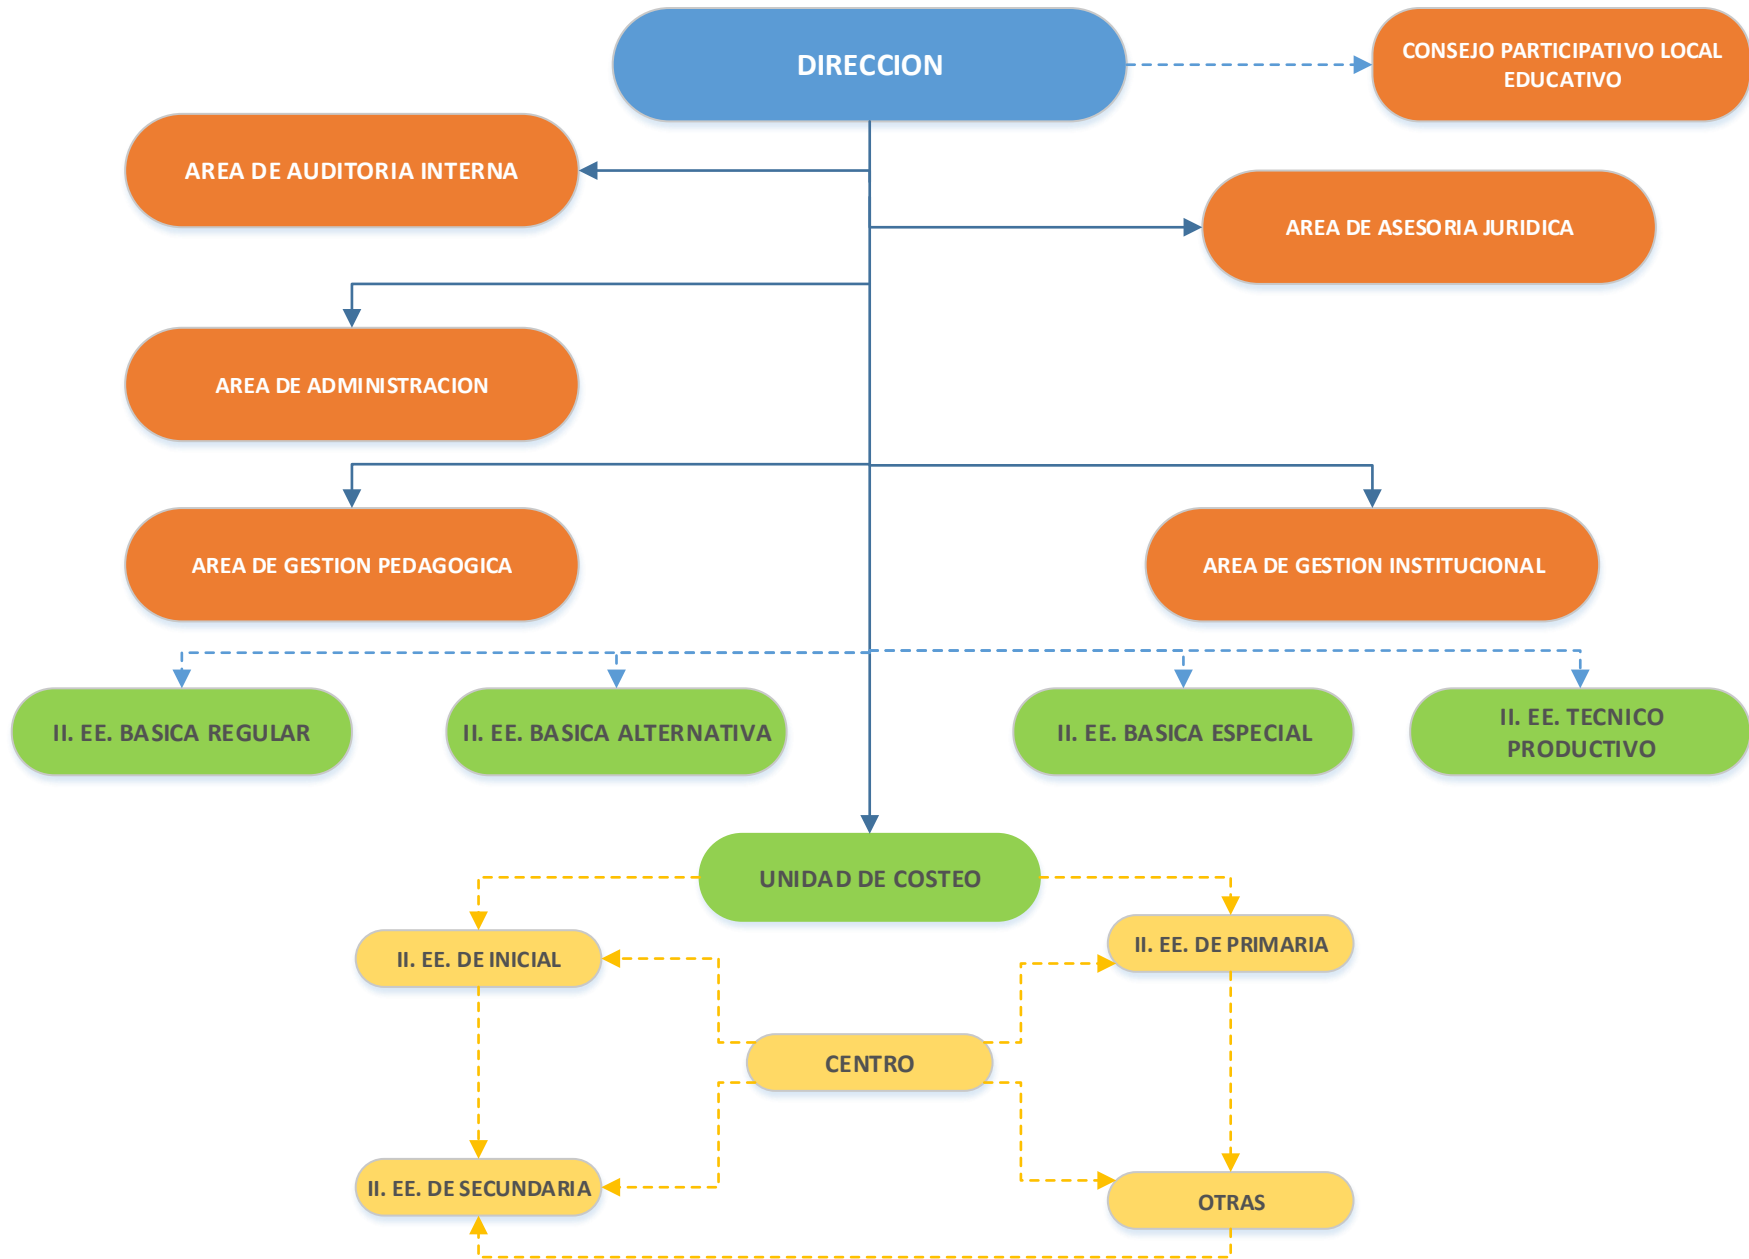 DIRECCION
CONSEJO PARTICIPATIVO LOCAL
EDUCATIVO
AREA DE AUDITORIA INTERNA
AREA DE ASESORIA JURIDICA
AREA DE ADMINISTRACION
AREA DE GESTION PEDAGOGICA
AREA DE GESTION INSTITUCIONAL
II. EE. BASICA REGULAR
II. EE. BASICA ALTERNATIVA
II. EE. BASICA ESPECIAL
II. EE. TECNICO
PRODUCTIVO
UNIDAD DE COSTEO
II. EE. DE INICIAL
II. EE. DE PRIMARIA
CENTRO
II. EE. DE SECUNDARIA
OTRAS